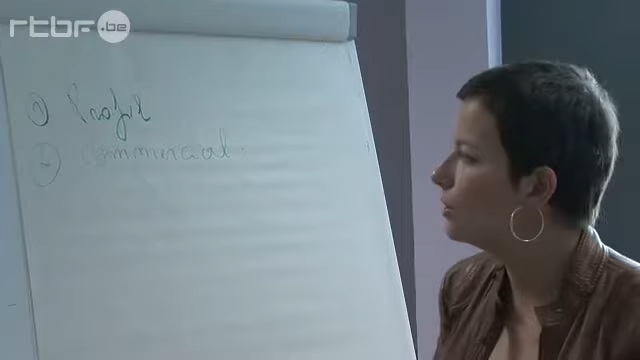 rtbf.be
① Profil
② commercial.